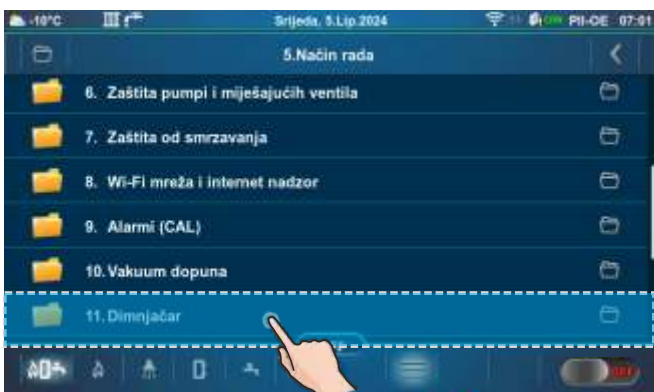 -10°C Srijeda, 5.Lip.2024 PII-OE 07:01
5.Način rada
6. Zaštita pumpi i miješajućih ventila
7. Zaštita od smrzavanja
8. Wi-Fi mreža i internet nadzor
9. Alarmi (CAL)
10. Vakuum dopuna
11. Dimnjačar
OFF